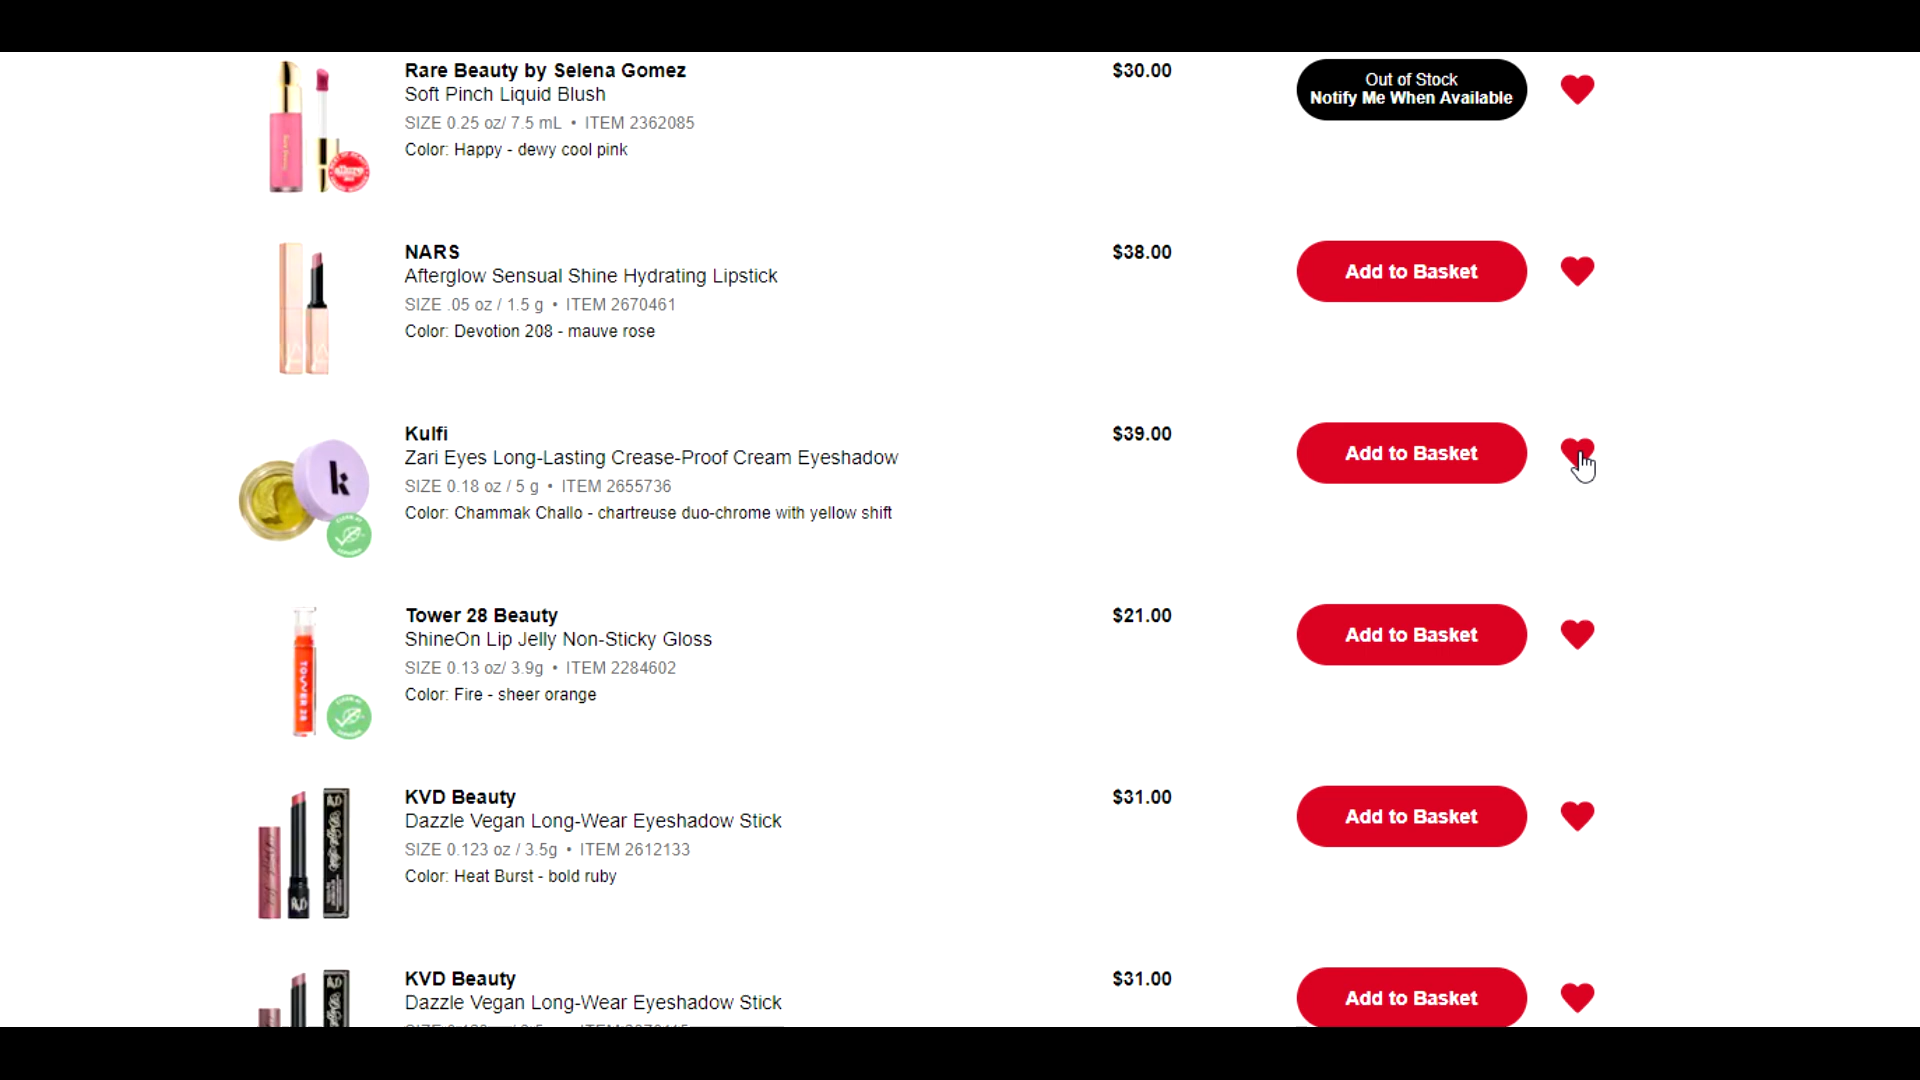 Rare Beauty by Selena Gomez
$30.00
Out of Stock
Notify Me When Available
Soft Pinch Liquid Blush
SIZE 0.25 oz/ 7.5 mL • ITEM 2362085
Color: Happy - dewy cool pink
allure
NARS
$38.00
Add to Basket
Afterglow Sensual Shine Hydrating Lipstick
SIZE .05 oz / 1.5 g • ITEM 2670461
Color: Devotion 208 - mauve rose
Kulfi
$39.00
Add to Basket
Zari Eyes Long-Lasting Crease-Proof Cream Eyeshadow
k
SIZE 0.18 oz / 5 g • ITEM 2655736
Color: Chammak Challo - chartreuse duo-chrome with yellow shift
Tower 28 Beauty
$21.00
Add to Basket
ShineOn Lip Jelly Non-Sticky Gloss
SIZE 0.13 oz/ 3.9g • ITEM 2284602
Color: Fire - sheer orange
TOWER 28
KVD Beauty
$31.00
Add to Basket
Dazzle Vegan Long-Wear Eyeshadow Stick
SIZE 0.123 oz / 3.5g • ITEM 2612133
Color: Heat Burst - bold ruby
KVD Beauty
$31.00
Add to Basket
Dazzle Vegan Long-Wear Eyeshadow Stick